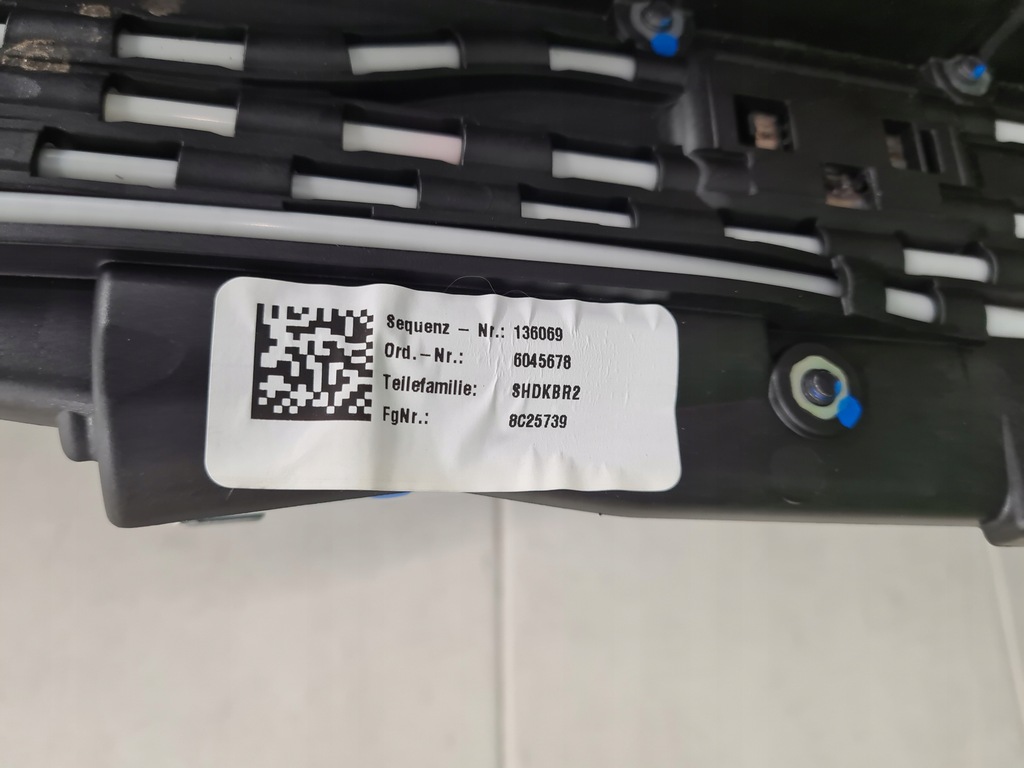 Sequenz - Nr.: 136069
Ord.-Nr.: 6045678
Teilefamilie: SHDKBR2
FgNr.: 8C25739